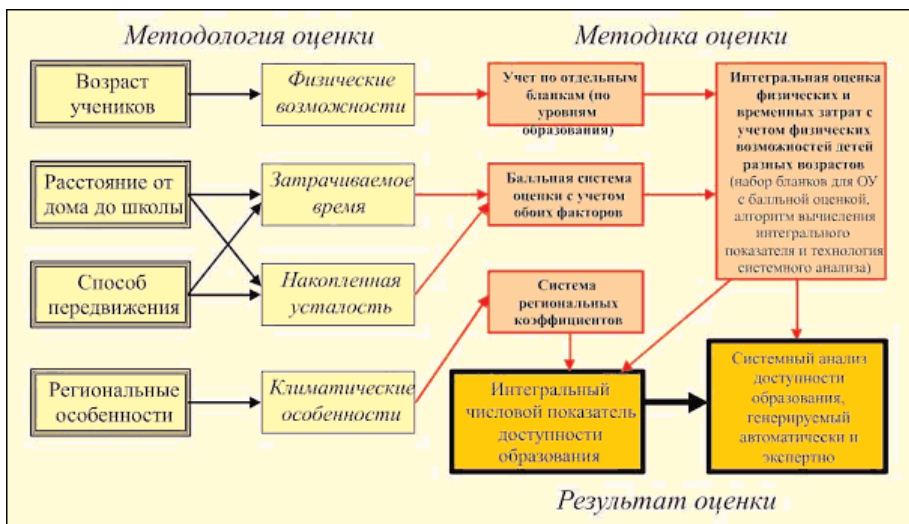 Методология оценки
Методика оценки
Возраст
учеников
Физические
возможности
Учет по отдельным
бланкам (по
уровням
образования)
Интегральная оценка
физических и
временных затрат с
учетом физических
возможностей детей
разных возрастов
(набор бланков для ОУ
с балльной оценкой,
алгоритм вычисления
интегрального
показателя и технология
системного анализа)
Расстояние от
дома до школы
Затрачиваемое
время
Балльная система
оценки с учетом
обоих факторов
Способ
передвижения
Накопленная
усталость
Система
региональных
коэффициентов
Региональные
особенности
Климатические
особенности
Интегральный
числовой показатель
доступности
образования
Системный анализ
доступности
образования,
генерируемый
автоматически и
экспертно
Результат оценки